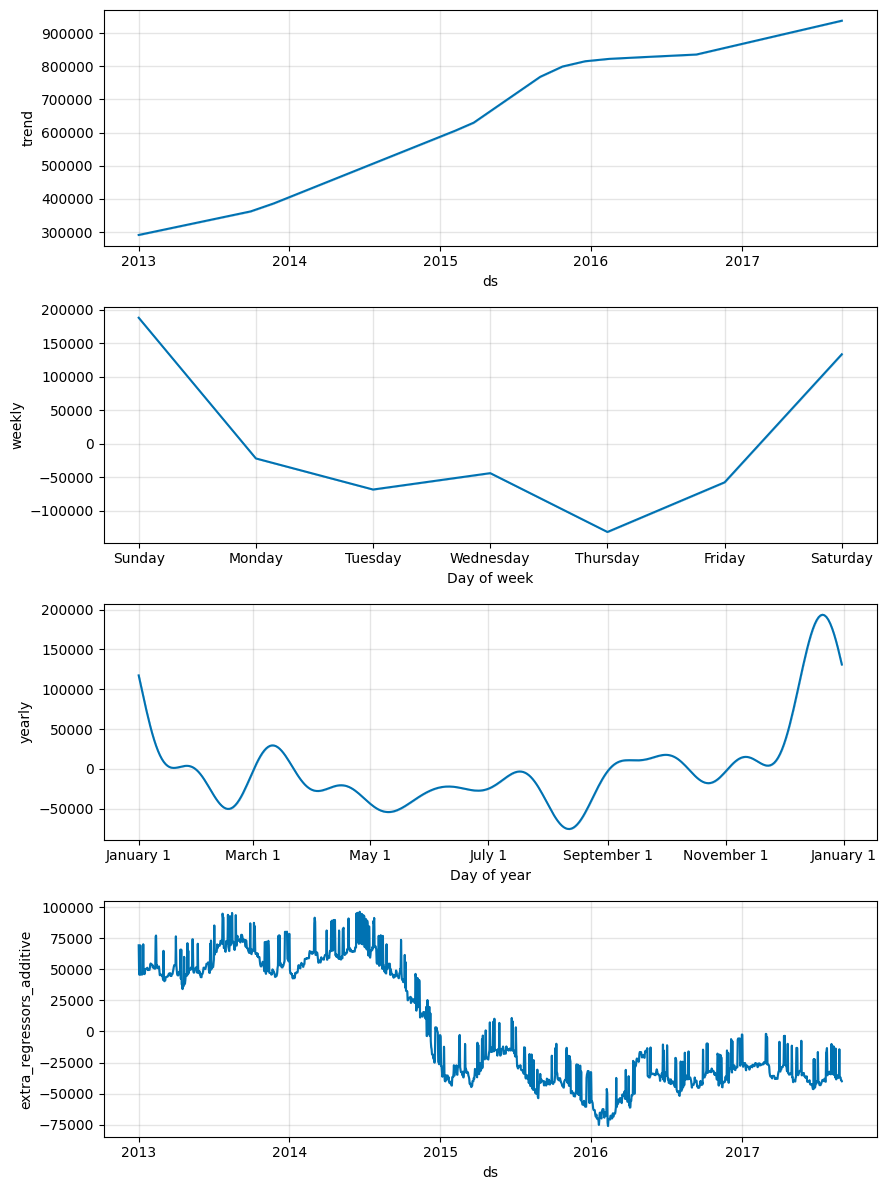 900000
800000
700000
600000
500000
400000
300000
trend
2013 2014 2015 2016 2017
ds
200000
150000
100000
50000
0
−50000
−100000
weekly
Sunday Monday Tuesday Wednesday Thursday Friday Saturday
Day of week
200000
150000
100000
50000
0
−50000
yearly
January 1 March 1 May 1 July 1 September 1 November 1 January 1
Day of year
100000
75000
50000
25000
0
−25000
−50000
−75000
extra_regressors_additive
2013 2014 2015 2016 2017
ds